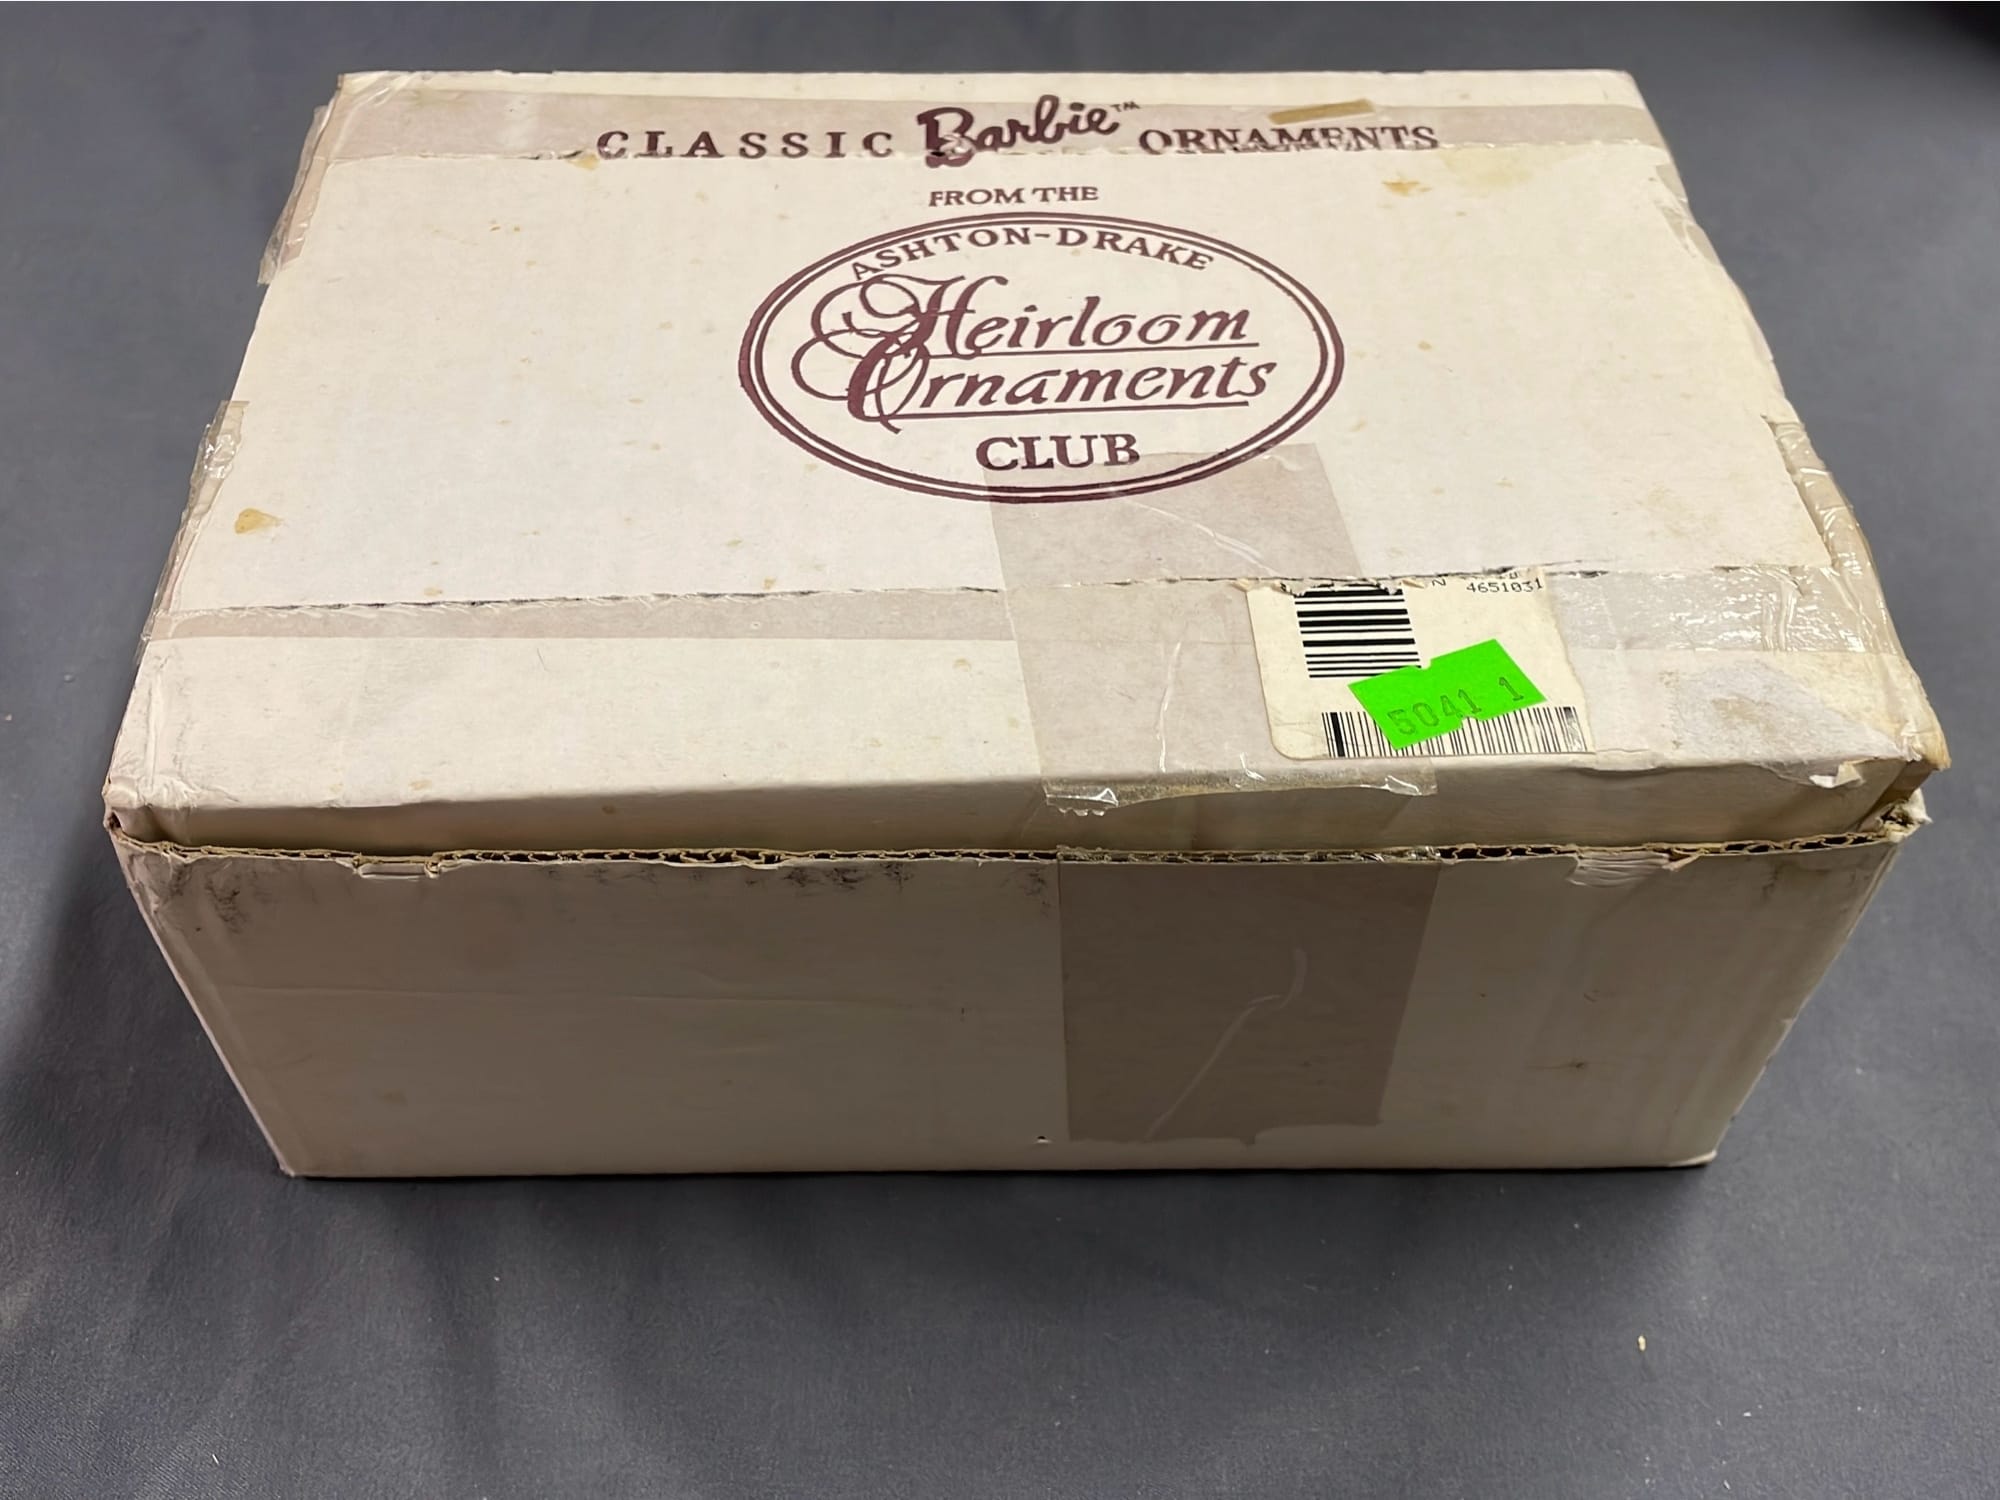 CLASSIC Barbie™ ORNAMENTS
FROM THE
ASHTON-DRAKE
Heirloom
Ornaments
CLUB
N
4651031
5041 1